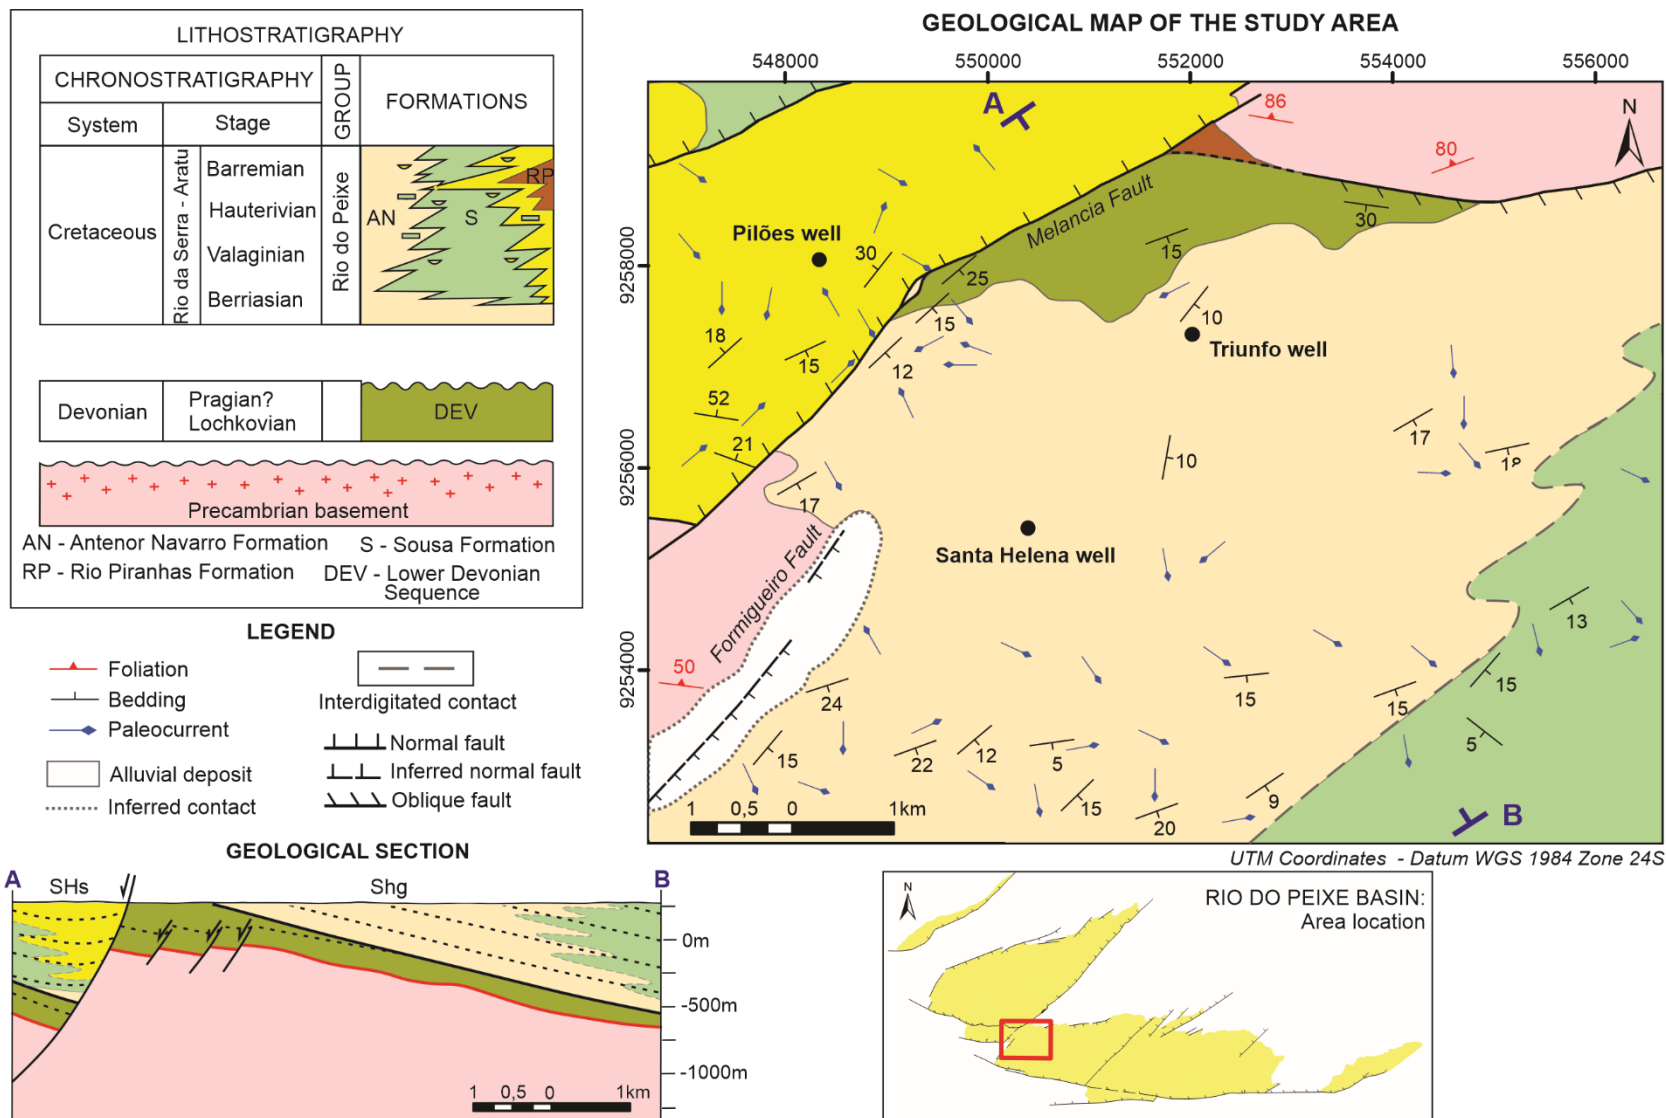 LITHOSTRATIGRAPHY
CHRONOSTRATIGRAPHY
GROUP
FORMATIONS
System
Stage
Cretaceous
Rio da Serra - Aratu
Barremian
Hauterivian
Valaginian
Berriasian
Rio do Peixe
AN
S
RP
Devonian
Pragian?
Lochkovian
DEV
Precambrian basement
AN - Antenor Navarro Formation
S - Sousa Formation
RP - Rio Piranhas Formation
DEV - Lower Devonian
Sequence
LEGEND
Foliation
Bedding
Paleocurrent
Alluvial deposit
Inferred contact
Interdigitated contact
Normal fault
Inferred normal fault
Oblique fault
GEOLOGICAL MAP OF THE STUDY AREA
548000
550000
552000
554000
556000
9258000
9256000
9254000
A
N
86
80
Melancia Fault
30
15
Pilões well
30
25
15
10
Triunfo well
18
15
12
52
21
17
18
10
17
Santa Helena well
Formigueiro Fault
50
13
15
24
15
15
5
15
22
12
5
15
9
20
1
0,5
0
1km
B
UTM Coordinates - Datum WGS 1984 Zone 24S
GEOLOGICAL SECTION
A
SHs
Shg
B
0m
-500m
-1000m
1
0,5
0
1km
N
RIO DO PEIXE BASIN:
Area location